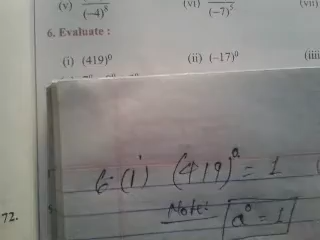 (v) (−4)⁸ (vi) (−7)⁵ (vii)
6. Evaluate :
(i) (419)⁰ (ii) (−17)⁰ (iii
6.(i) (419)⁰ = 1
Note: a⁰ = 1
72.